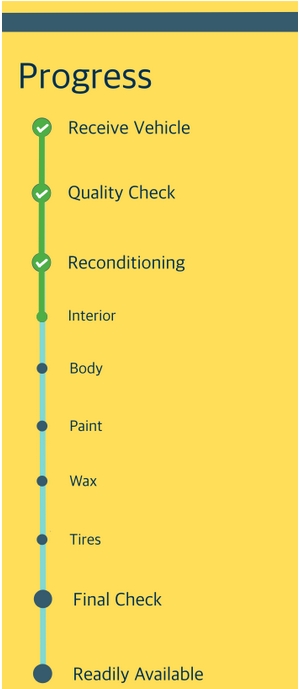 Progress
Receive Vehicle
Quality Check
Reconditioning
Interior
Body
Paint
Wax
Tires
Final Check
Readily Available